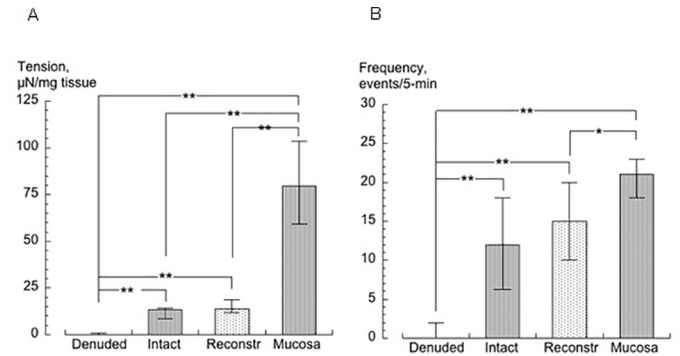 A
Tension,
µN/mg tissue
125
100
75
50
25
0
**
**
**
**
**
Denuded Intact Reconstr Mucosa
B
Frequency,
events/5-min
30
25
20
15
10
5
0
**
*
**
**
Denuded Intact Reconstr Mucosa